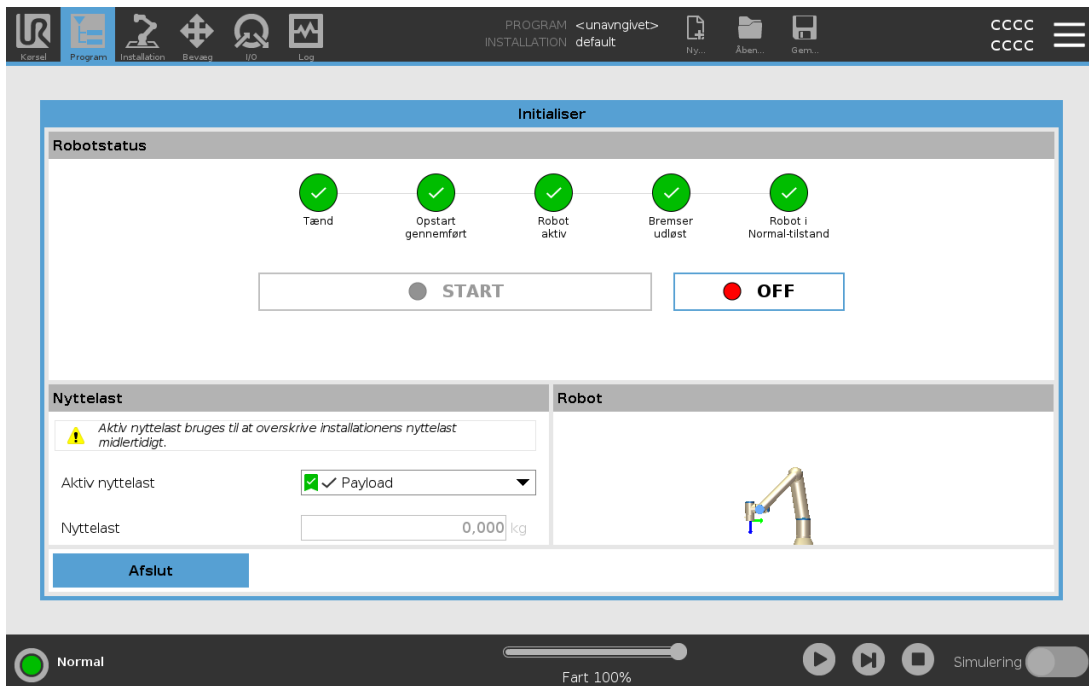 PROGRAM <unavngivet>
INSTALLATION default
CCCC
CCCC
Kørsel Program Installation Bevæg I/O Log Ny... Åben... Gem...
Initialiser
Robotstatus
Tænd
Opstart
gennemført
Robot
aktiv
Bremser
udløst
Robot i
Normal-tilstand
START
OFF
Nyttelast
Aktiv nyttelast bruges til at overskrive installationens nyttelast
midlertidigt.
Aktiv nyttelast
Payload
Nyttelast
0,000 kg
Robot
Afslut
Normal
Fart 100%
Simulering